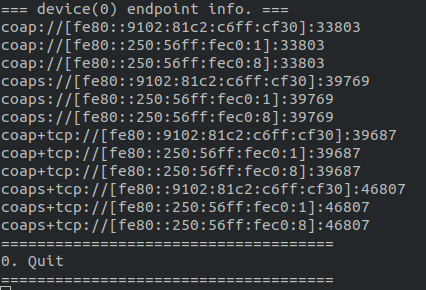 === device(0) endpoint info. ===
coap://[fe80::9102:81c2:c6ff:cf30]:33803
coap://[fe80::250:56ff:fec0:1]:33803
coap://[fe80::250:56ff:fec0:8]:33803
coaps://[fe80::9102:81c2:c6ff:cf30]:39769
coaps://[fe80::250:56ff:fec0:1]:39769
coaps://[fe80::250:56ff:fec0:8]:39769
coap+tcp://[fe80::9102:81c2:c6ff:cf30]:39687
coap+tcp://[fe80::250:56ff:fec0:1]:39687
coap+tcp://[fe80::250:56ff:fec0:8]:39687
coaps+tcp://[fe80::9102:81c2:c6ff:cf30]:46807
coaps+tcp://[fe80::250:56ff:fec0:1]:46807
coaps+tcp://[fe80::250:56ff:fec0:8]:46807
=====================================
0. Quit
=====================================